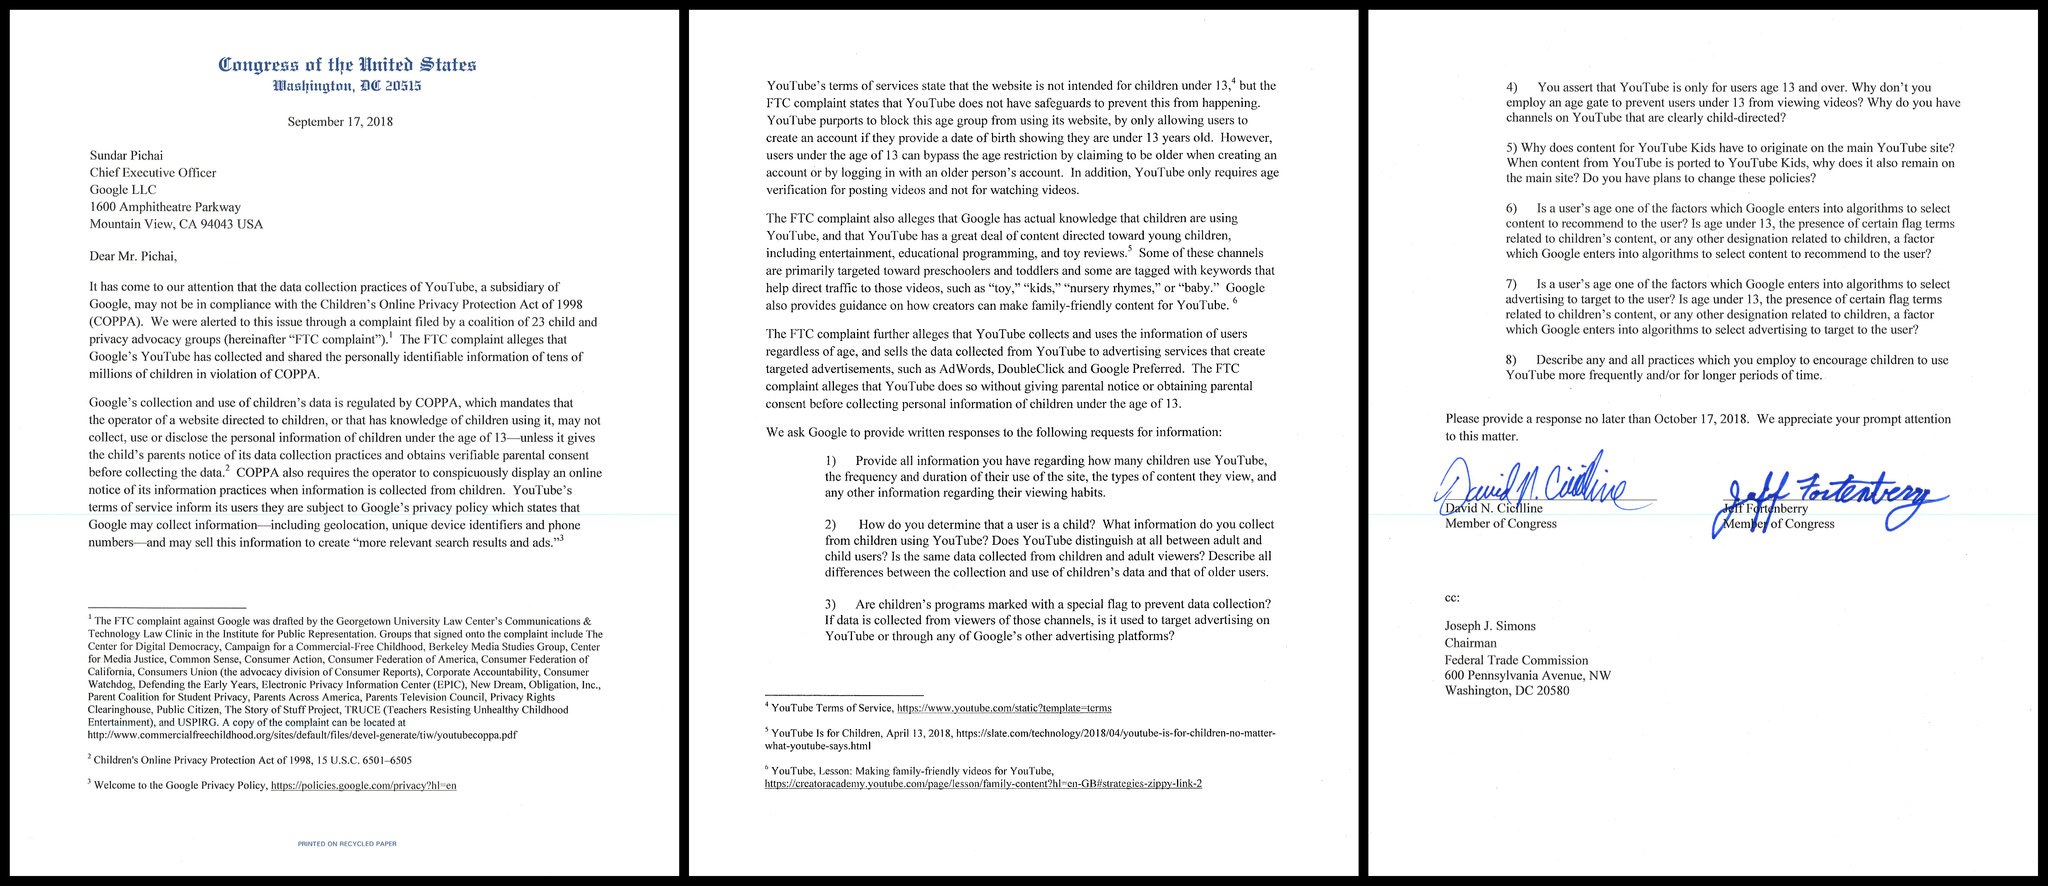 Congress of the United States
Washington, DC 20515
September 17, 2018
Sundar Pichai
Chief Executive Officer
Google LLC
1600 Amphitheatre Parkway
Mountain View, CA 94043 USA
Dear Mr. Pichai,
It has come to our attention that the data collection practices of YouTube, a subsidiary of
Google, may not be in compliance with the Children's Online Privacy Protection Act of 1998
(COPPA). We were alerted to this issue through a complaint filed by a coalition of 23 child and
privacy advocacy groups (hereinafter "FTC complaint").1 The FTC complaint alleges that
Google's YouTube has collected and shared the personally identifiable information of tens of
millions of children in violation of COPPA.
Google's collection and use of children's data is regulated by COPPA, which mandates that
the operator of a website directed to children, or that has knowledge of children using it, may not
collect, use or disclose the personal information of children under the age of 13—unless it gives
the child's parents notice of its data collection practices and obtains verifiable parental consent
before collecting the data.2 COPPA also requires the operator to conspicuously display an online
notice of its information practices when information is collected from children. YouTube's
terms of service inform its users they are subject to Google's privacy policy which states that
Google may collect information—including geolocation, unique device identifiers and phone
numbers—and may sell this information to create "more relevant search results and ads."3
1 The FTC complaint against Google was drafted by the Georgetown University Law Center's Communications &
Technology Law Clinic in the Institute for Public Representation. Groups that signed onto the complaint include The
Center for Digital Democracy, Campaign for a Commercial-Free Childhood, Berkeley Media Studies Group, Center
for Media Justice, Common Sense, Consumer Action, Consumer Federation of America, Consumer Federation of
California, Consumers Union (the advocacy division of Consumer Reports), Corporate Accountability, Consumer
Watchdog, Defending the Early Years, Electronic Privacy Information Center (EPIC), New Dream, Obligation, Inc.,
Parent Coalition for Student Privacy, Parents Across America, Parents Television Council, Privacy Rights
Clearinghouse, Public Citizen, The Story of Stuff Project, TRUCE (Teachers Resisting Unhealthy Childhood
Entertainment), and USPIRG. A copy of the complaint can be located at
http://www.commercialfreechildhood.org/sites/default/files/devel-generate/tiw/youtubecoppa.pdf
2 Children's Online Privacy Protection Act of 1998, 15 U.S.C. 6501–6505
3 Welcome to the Google Privacy Policy, https://policies.google.com/privacy?hl=en
PRINTED ON RECYCLED PAPER
YouTube's terms of services state that the website is not intended for children under 13,4 but the
FTC complaint states that YouTube does not have safeguards to prevent this from happening.
YouTube purports to block this age group from using its website, by only allowing users to
create an account if they provide a date of birth showing they are under 13 years old. However,
users under the age of 13 can bypass the age restriction by claiming to be older when creating an
account or by logging in with an older person's account. In addition, YouTube only requires age
verification for posting videos and not for watching videos.
The FTC complaint also alleges that Google has actual knowledge that children are using
YouTube, and that YouTube has a great deal of content directed toward young children,
including entertainment, educational programming, and toy reviews.5 Some of these channels
are primarily targeted toward preschoolers and toddlers and some are tagged with keywords that
help direct traffic to those videos, such as "toy," "kids," "nursery rhymes," or "baby." Google
also provides guidance on how creators can make family-friendly content for YouTube. 6
The FTC complaint further alleges that YouTube collects and uses the information of users
regardless of age, and sells the data collected from YouTube to advertising services that create
targeted advertisements, such as AdWords, DoubleClick and Google Preferred. The FTC
complaint alleges that YouTube does so without giving parental notice or obtaining parental
consent before collecting personal information of children under the age of 13.
We ask Google to provide written responses to the following requests for information:
1) Provide all information you have regarding how many children use YouTube,
the frequency and duration of their use of the site, the types of content they view, and
any other information regarding their viewing habits.
2) How do you determine that a user is a child? What information do you collect
from children using YouTube? Does YouTube distinguish at all between adult and
child users? Is the same data collected from children and adult viewers? Describe all
differences between the collection and use of children's data and that of older users.
3) Are children's programs marked with a special flag to prevent data collection?
If data is collected from viewers of those channels, is it used to target advertising on
YouTube or through any of Google's other advertising platforms?
4 YouTube Terms of Service, https://www.youtube.com/static?template=terms
5 YouTube Is for Children, April 13, 2018, https://slate.com/technology/2018/04/youtube-is-for-children-no-matter-
what-youtube-says.html
6 YouTube, Lesson: Making family-friendly videos for YouTube,
https://creatoracademy.youtube.com/page/lesson/family-content?hl=en-GB#strategies-zippy-link-2
4) You assert that YouTube is only for users age 13 and over. Why don't you
employ an age gate to prevent users under 13 from viewing videos? Why do you have
channels on YouTube that are clearly child-directed?
5) Why does content for YouTube Kids have to originate on the main YouTube site?
When content from YouTube is ported to YouTube Kids, why does it also remain on
the main site? Do you have plans to change these policies?
6) Is a user's age one of the factors which Google enters into algorithms to select
content to recommend to the user? Is age under 13, the presence of certain flag terms
related to children's content, or any other designation related to children, a factor
which Google enters into algorithms to select content to recommend to the user?
7) Is a user's age one of the factors which Google enters into algorithms to select
advertising to target to the user? Is age under 13, the presence of certain flag terms
related to children's content, or any other designation related to children, a factor
which Google enters into algorithms to select advertising to target to the user?
8) Describe any and all practices which you employ to encourage children to use
YouTube more frequently and/or for longer periods of time.
Please provide a response no later than October 17, 2018. We appreciate your prompt attention
to this matter.
David N. Cicilline
Jeff Fortenberry
David N. Cicilline
Member of Congress
Jeff Fortenberry
Member of Congress
cc:
Joseph J. Simons
Chairman
Federal Trade Commission
600 Pennsylvania Avenue, NW
Washington, DC 20580